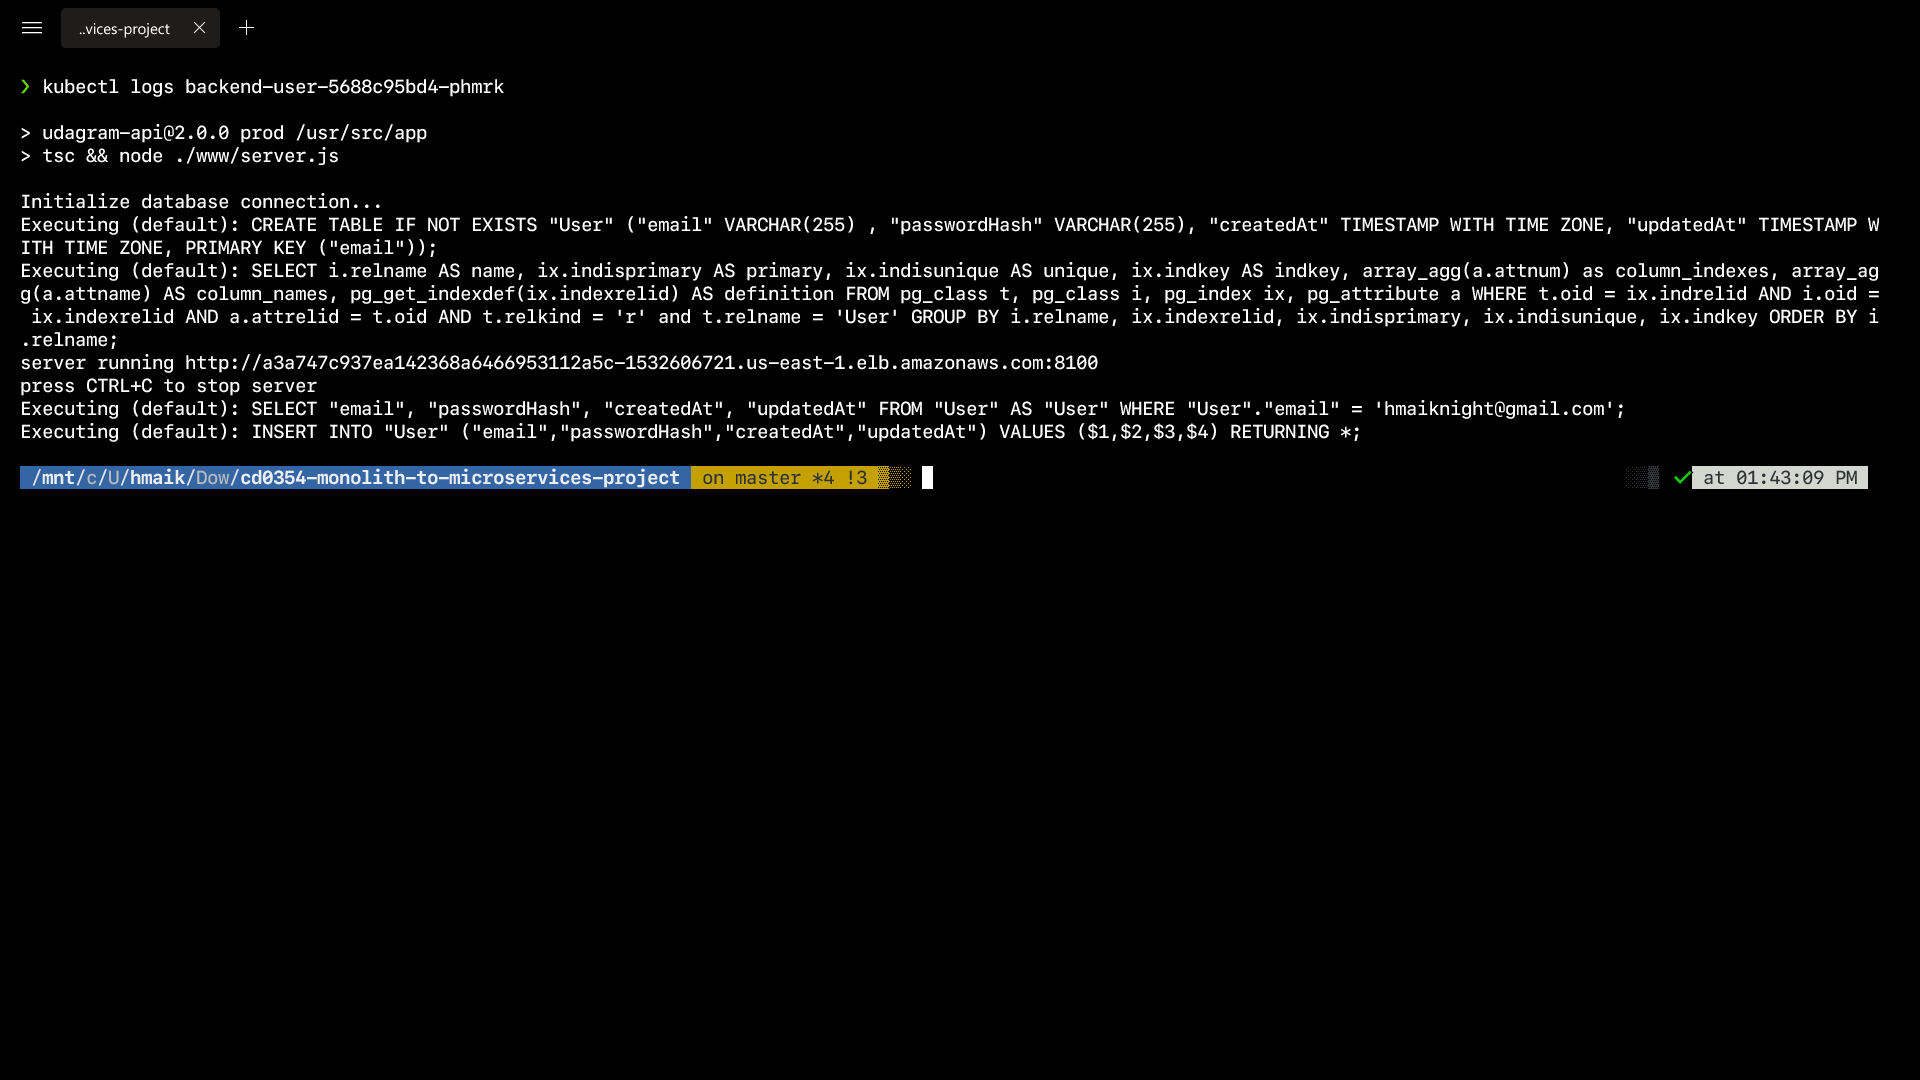 ..vices-project
❯ kubectl logs backend-user-5688c95bd4-phmrk
> udagram-api@2.0.0 prod /usr/src/app
> tsc && node ./www/server.js
Initialize database connection...
Executing (default): CREATE TABLE IF NOT EXISTS "User" ("email" VARCHAR(255) , "passwordHash" VARCHAR(255), "createdAt" TIMESTAMP WITH TIME ZONE, "updatedAt" TIMESTAMP W
ITH TIME ZONE, PRIMARY KEY ("email"));
Executing (default): SELECT i.relname AS name, ix.indisprimary AS primary, ix.indisunique AS unique, ix.indkey AS indkey, array_agg(a.attnum) as column_indexes, array_ag
g(a.attname) AS column_names, pg_get_indexdef(ix.indexrelid) AS definition FROM pg_class t, pg_class i, pg_index ix, pg_attribute a WHERE t.oid = ix.indrelid AND i.oid =
 ix.indexrelid AND a.attrelid = t.oid AND t.relkind = 'r' and t.relname = 'User' GROUP BY i.relname, ix.indexrelid, ix.indisprimary, ix.indisunique, ix.indkey ORDER BY i
.relname;
server running http://a3a747c937ea142368a6466953112a5c-1532606721.us-east-1.elb.amazonaws.com:8100
press CTRL+C to stop server
Executing (default): SELECT "email", "passwordHash", "createdAt", "updatedAt" FROM "User" AS "User" WHERE "User"."email" = 'hmaiknight@gmail.com';
Executing (default): INSERT INTO "User" ("email","passwordHash","createdAt","updatedAt") VALUES ($1,$2,$3,$4) RETURNING *;
/mnt/c/U/hmaik/Dow/cd0354-monolith-to-microservices-project on master *4 !3 ✓ at 01:43:09 PM